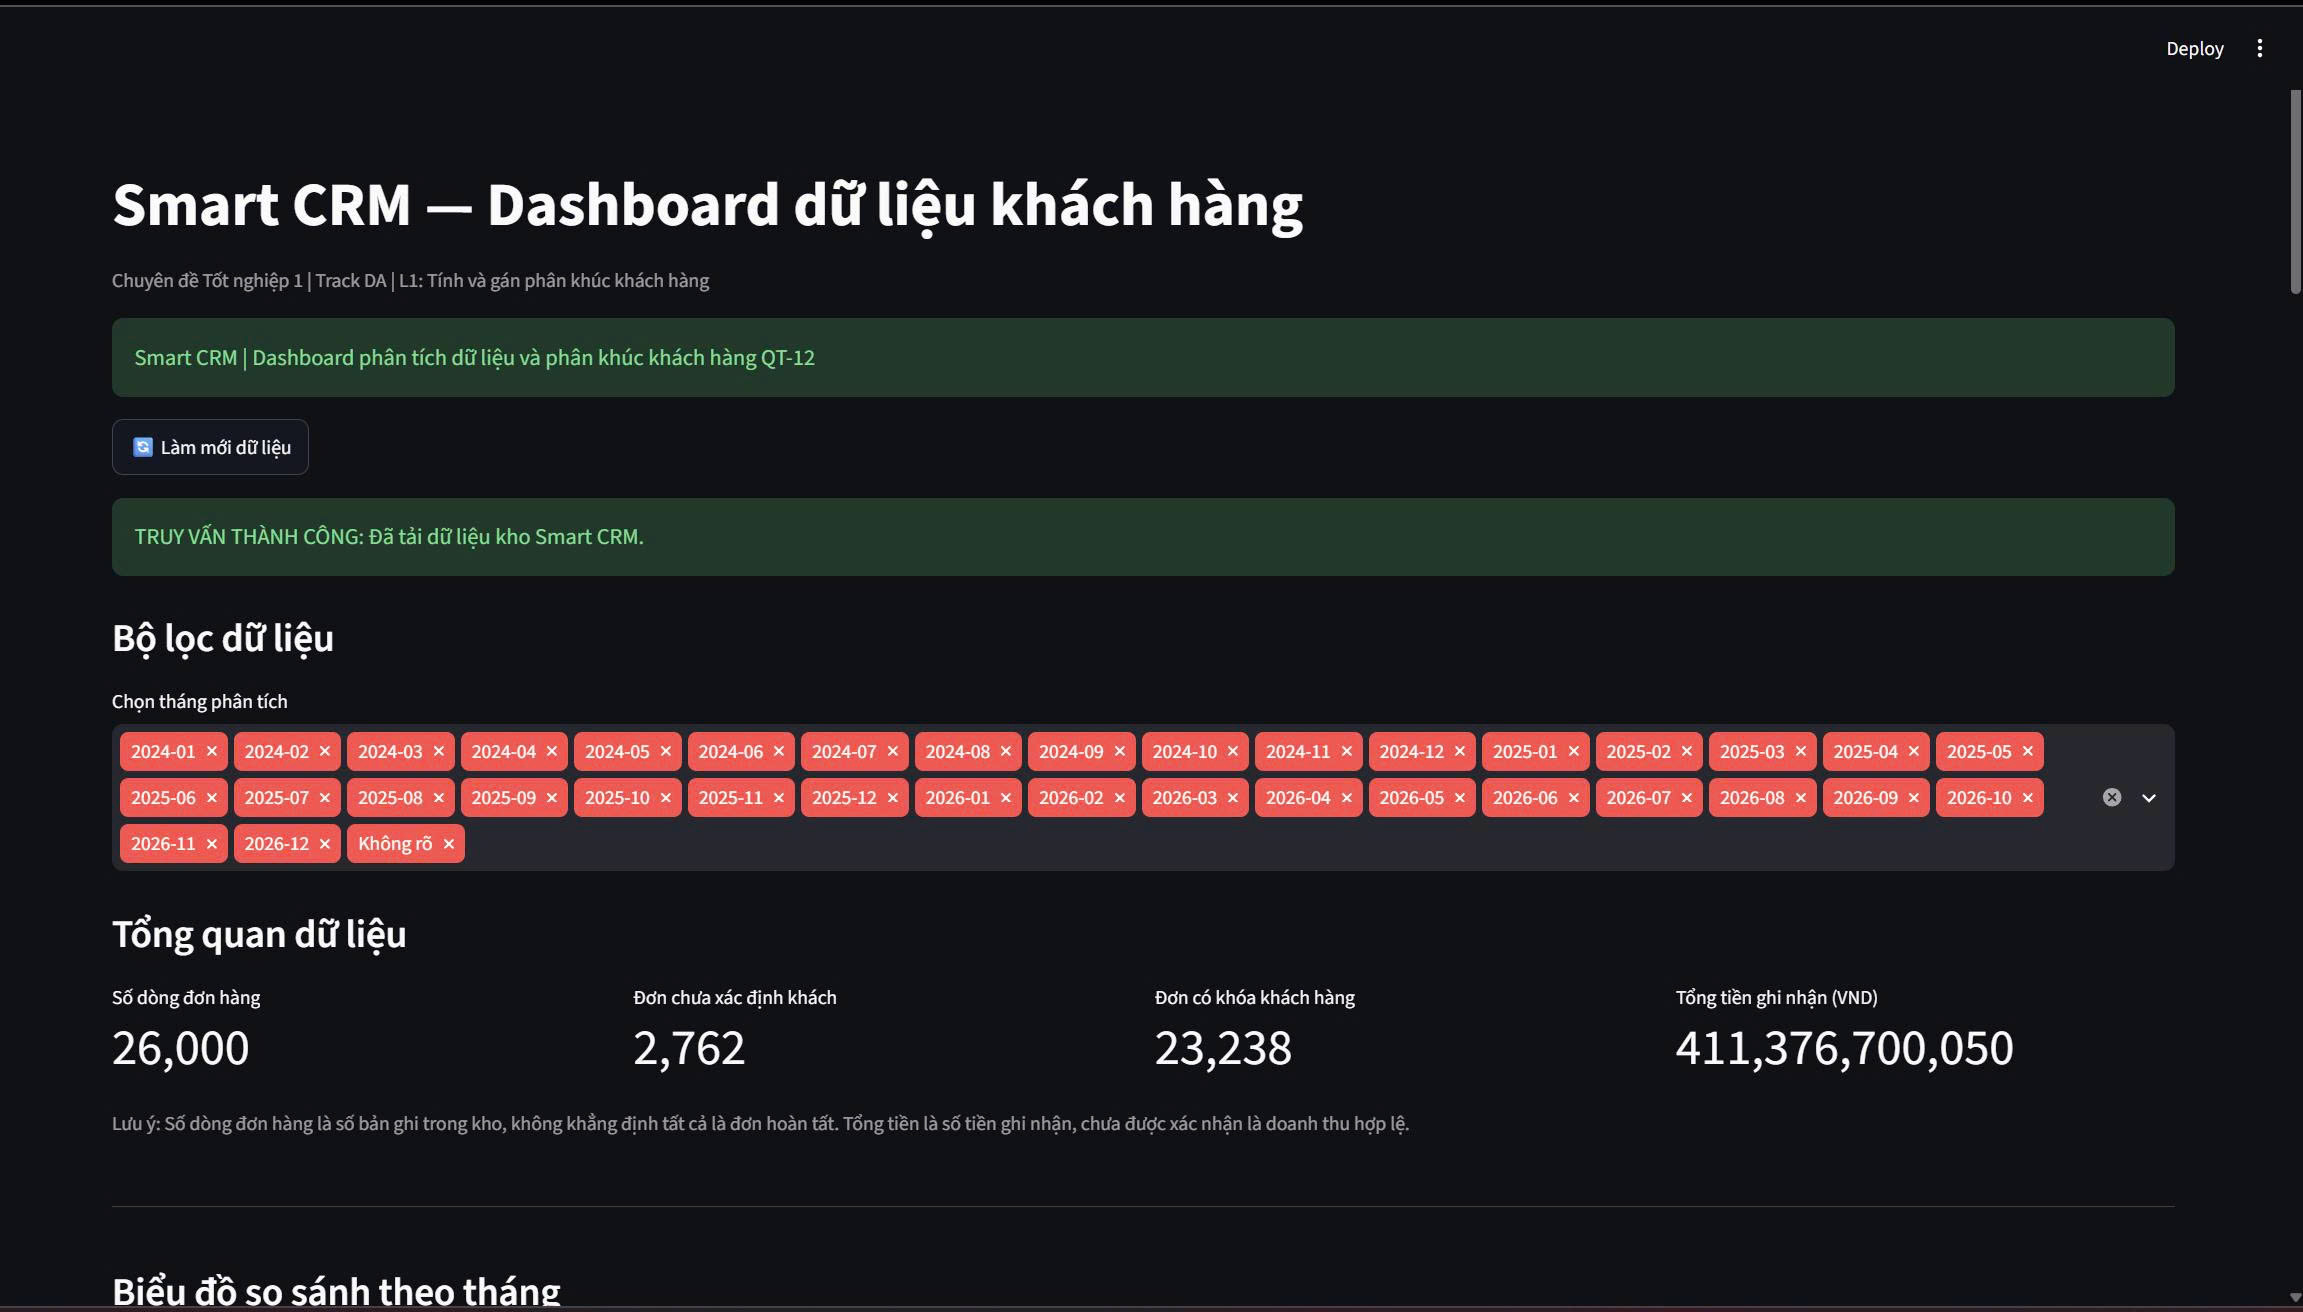 Deploy
Smart CRM — Dashboard dữ liệu khách hàng
Chuyên đề Tốt nghiệp 1 | Track DA | L1: Tính và gán phân khúc khách hàng
Smart CRM | Dashboard phân tích dữ liệu và phân khúc khách hàng QT-12
Làm mới dữ liệu
TRUY VẤN THÀNH CÔNG: Đã tải dữ liệu kho Smart CRM.
Bộ lọc dữ liệu
Chọn tháng phân tích
2024-01 2024-02 2024-03 2024-04 2024-05 2024-06 2024-07 2024-08 2024-09 2024-10 2024-11 2024-12 2025-01 2025-02 2025-03 2025-04 2025-05
2025-06 2025-07 2025-08 2025-09 2025-10 2025-11 2025-12 2026-01 2026-02 2026-03 2026-04 2026-05 2026-06 2026-07 2026-08 2026-09 2026-10
2026-11 2026-12 Không rõ
Tổng quan dữ liệu
Số dòng đơn hàng
26,000
Đơn chưa xác định khách
2,762
Đơn có khóa khách hàng
23,238
Tổng tiền ghi nhận (VND)
411,376,700,050
Lưu ý: Số dòng đơn hàng là số bản ghi trong kho, không khẳng định tất cả là đơn hoàn tất. Tổng tiền là số tiền ghi nhận, chưa được xác nhận là doanh thu hợp lệ.
Biểu đồ so sánh theo tháng